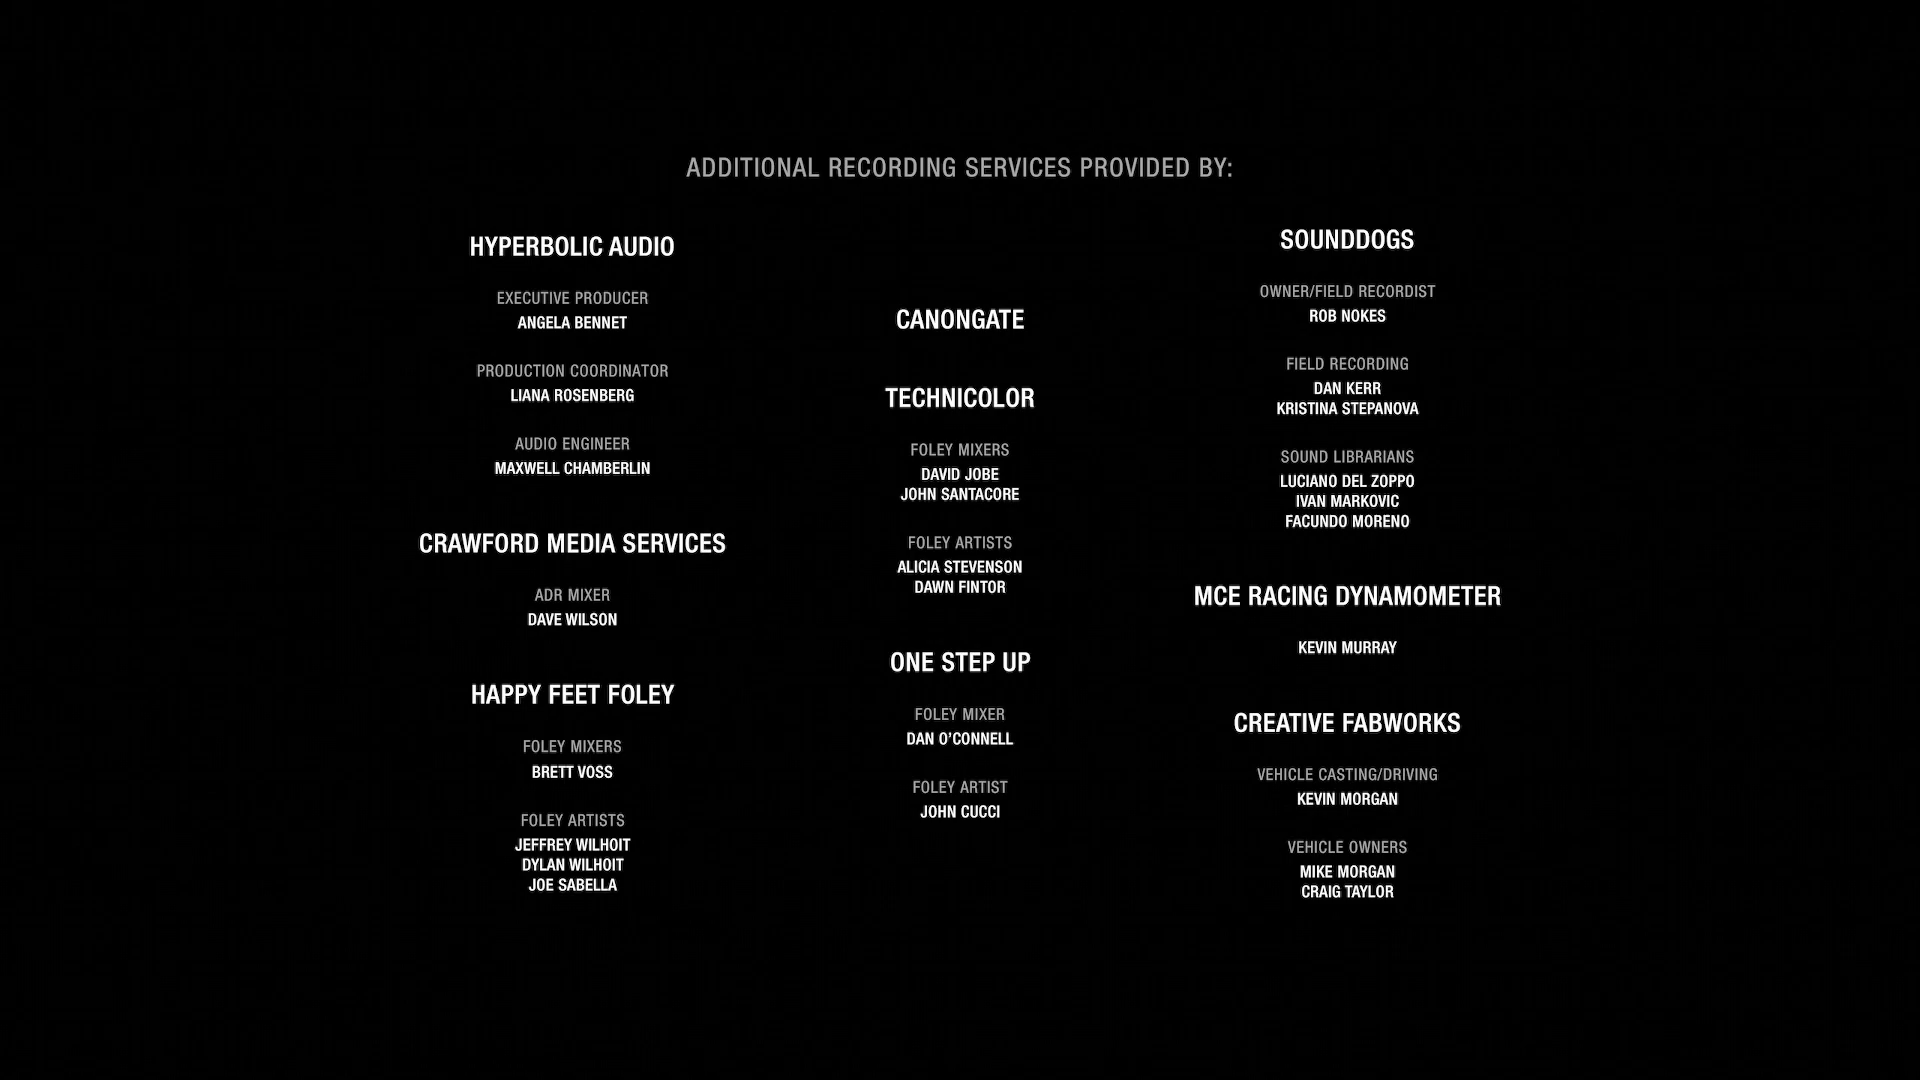 ADDITIONAL RECORDING SERVICES PROVIDED BY:
HYPERBOLIC AUDIO
EXECUTIVE PRODUCER
ANGELA BENNET
PRODUCTION COORDINATOR
LIANA ROSENBERG
AUDIO ENGINEER
MAXWELL CHAMBERLIN
CRAWFORD MEDIA SERVICES
ADR MIXER
DAVE WILSON
HAPPY FEET FOLEY
FOLEY MIXERS
BRETT VOSS
FOLEY ARTISTS
JEFFREY WILHOIT
DYLAN WILHOIT
JOE SABELLA
CANONGATE
TECHNICOLOR
FOLEY MIXERS
DAVID JOBE
JOHN SANTACORE
FOLEY ARTISTS
ALICIA STEVENSON
DAWN FINTOR
ONE STEP UP
FOLEY MIXER
DAN O’CONNELL
FOLEY ARTIST
JOHN CUCCI
SOUNDDOGS
OWNER/FIELD RECORDIST
ROB NOKES
FIELD RECORDING
DAN KERR
KRISTINA STEPANOVA
SOUND LIBRARIANS
LUCIANO DEL ZOPPO
IVAN MARKOVIC
FACUNDO MORENO
MCE RACING DYNAMOMETER
KEVIN MURRAY
CREATIVE FABWORKS
VEHICLE CASTING/DRIVING
KEVIN MORGAN
VEHICLE OWNERS
MIKE MORGAN
CRAIG TAYLOR